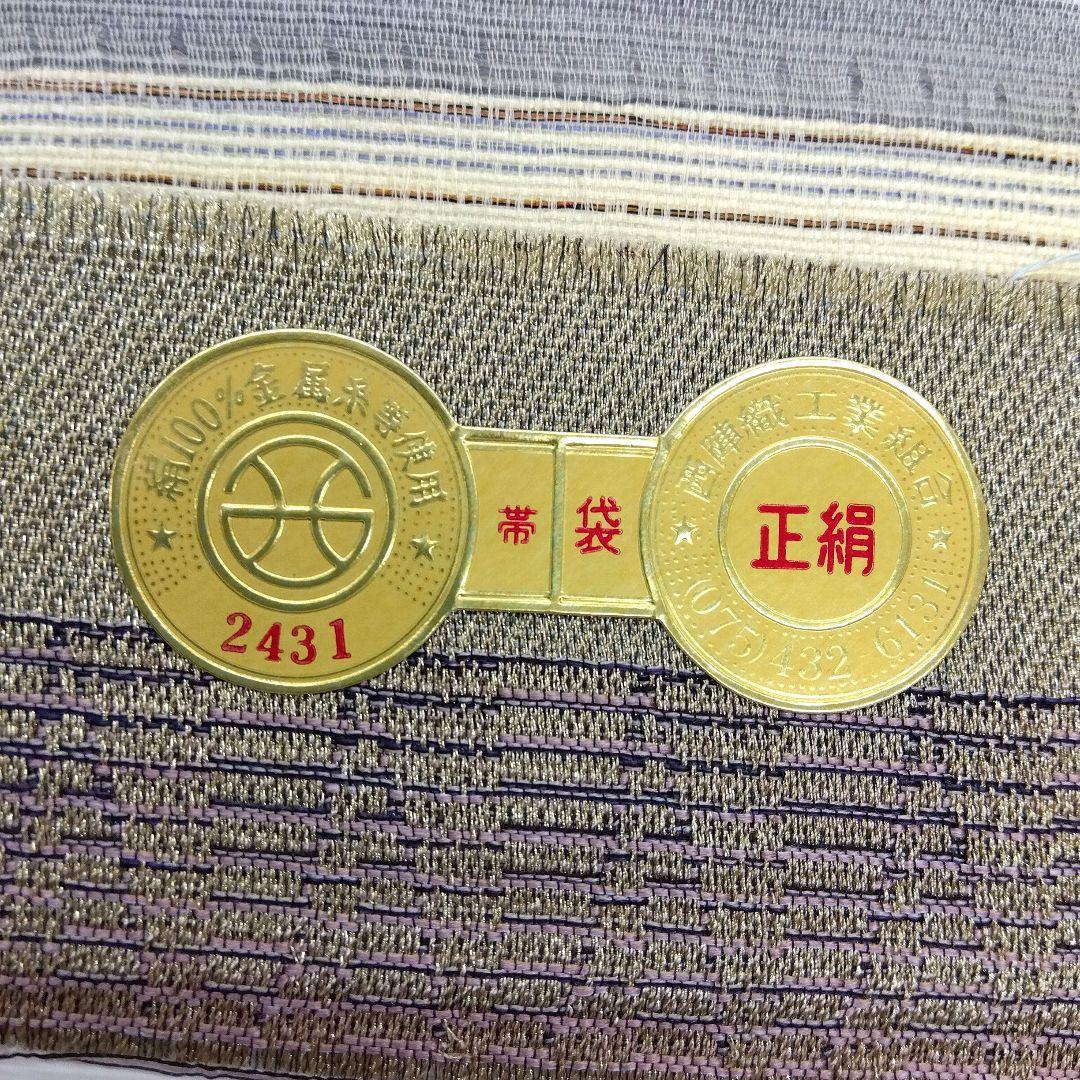 絹100%金属糸等使用
2431
帯 袋
西陣織工業組合
正絹
(075)432 6131